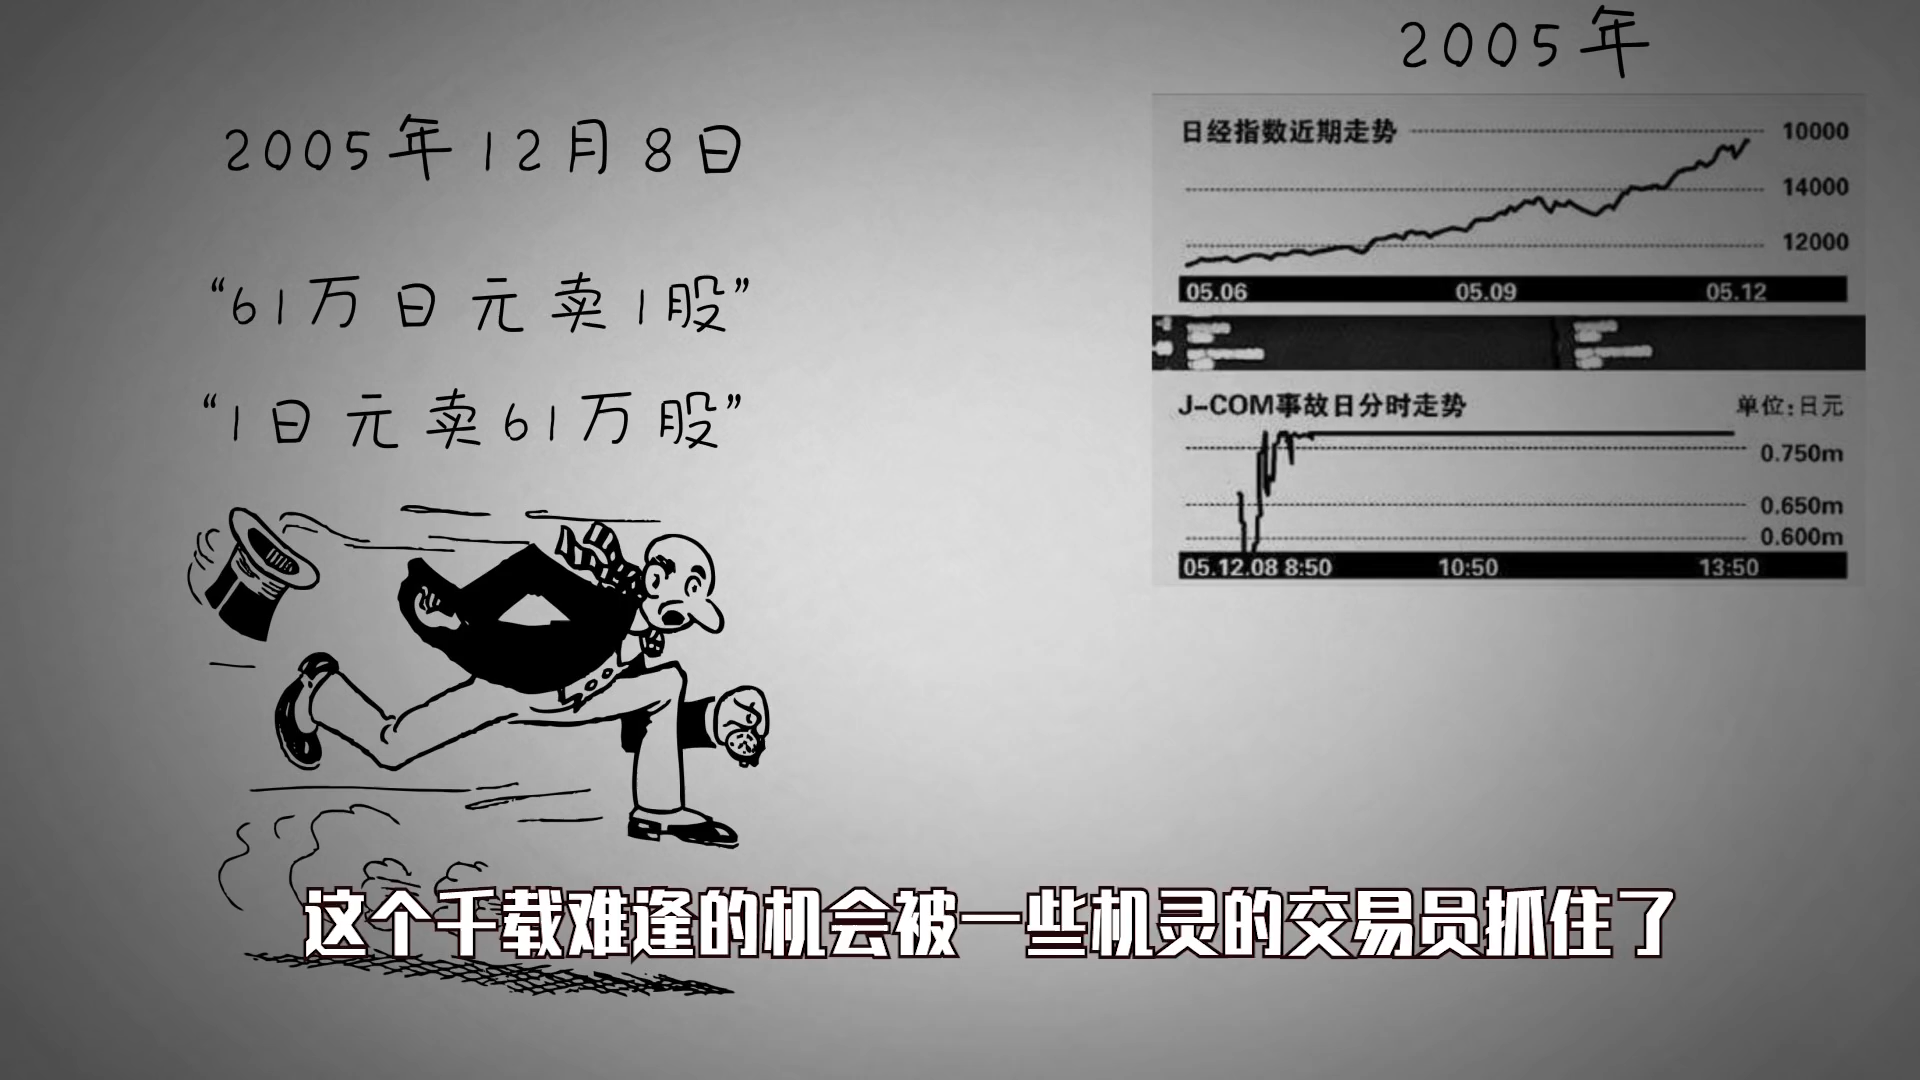 2005年
2005年12月8日
“61万日元卖1股”
“1日元卖61万股”
日经指数近期走势
10000
14000
12000
05.06 05.09 05.12
J-COM事故日分时走势 单位:日元
0.750m
0.650m
0.600m
05.12.08 8:50 10:50 13:50
这个千载难逢的机会被一些机灵的交易员抓住了